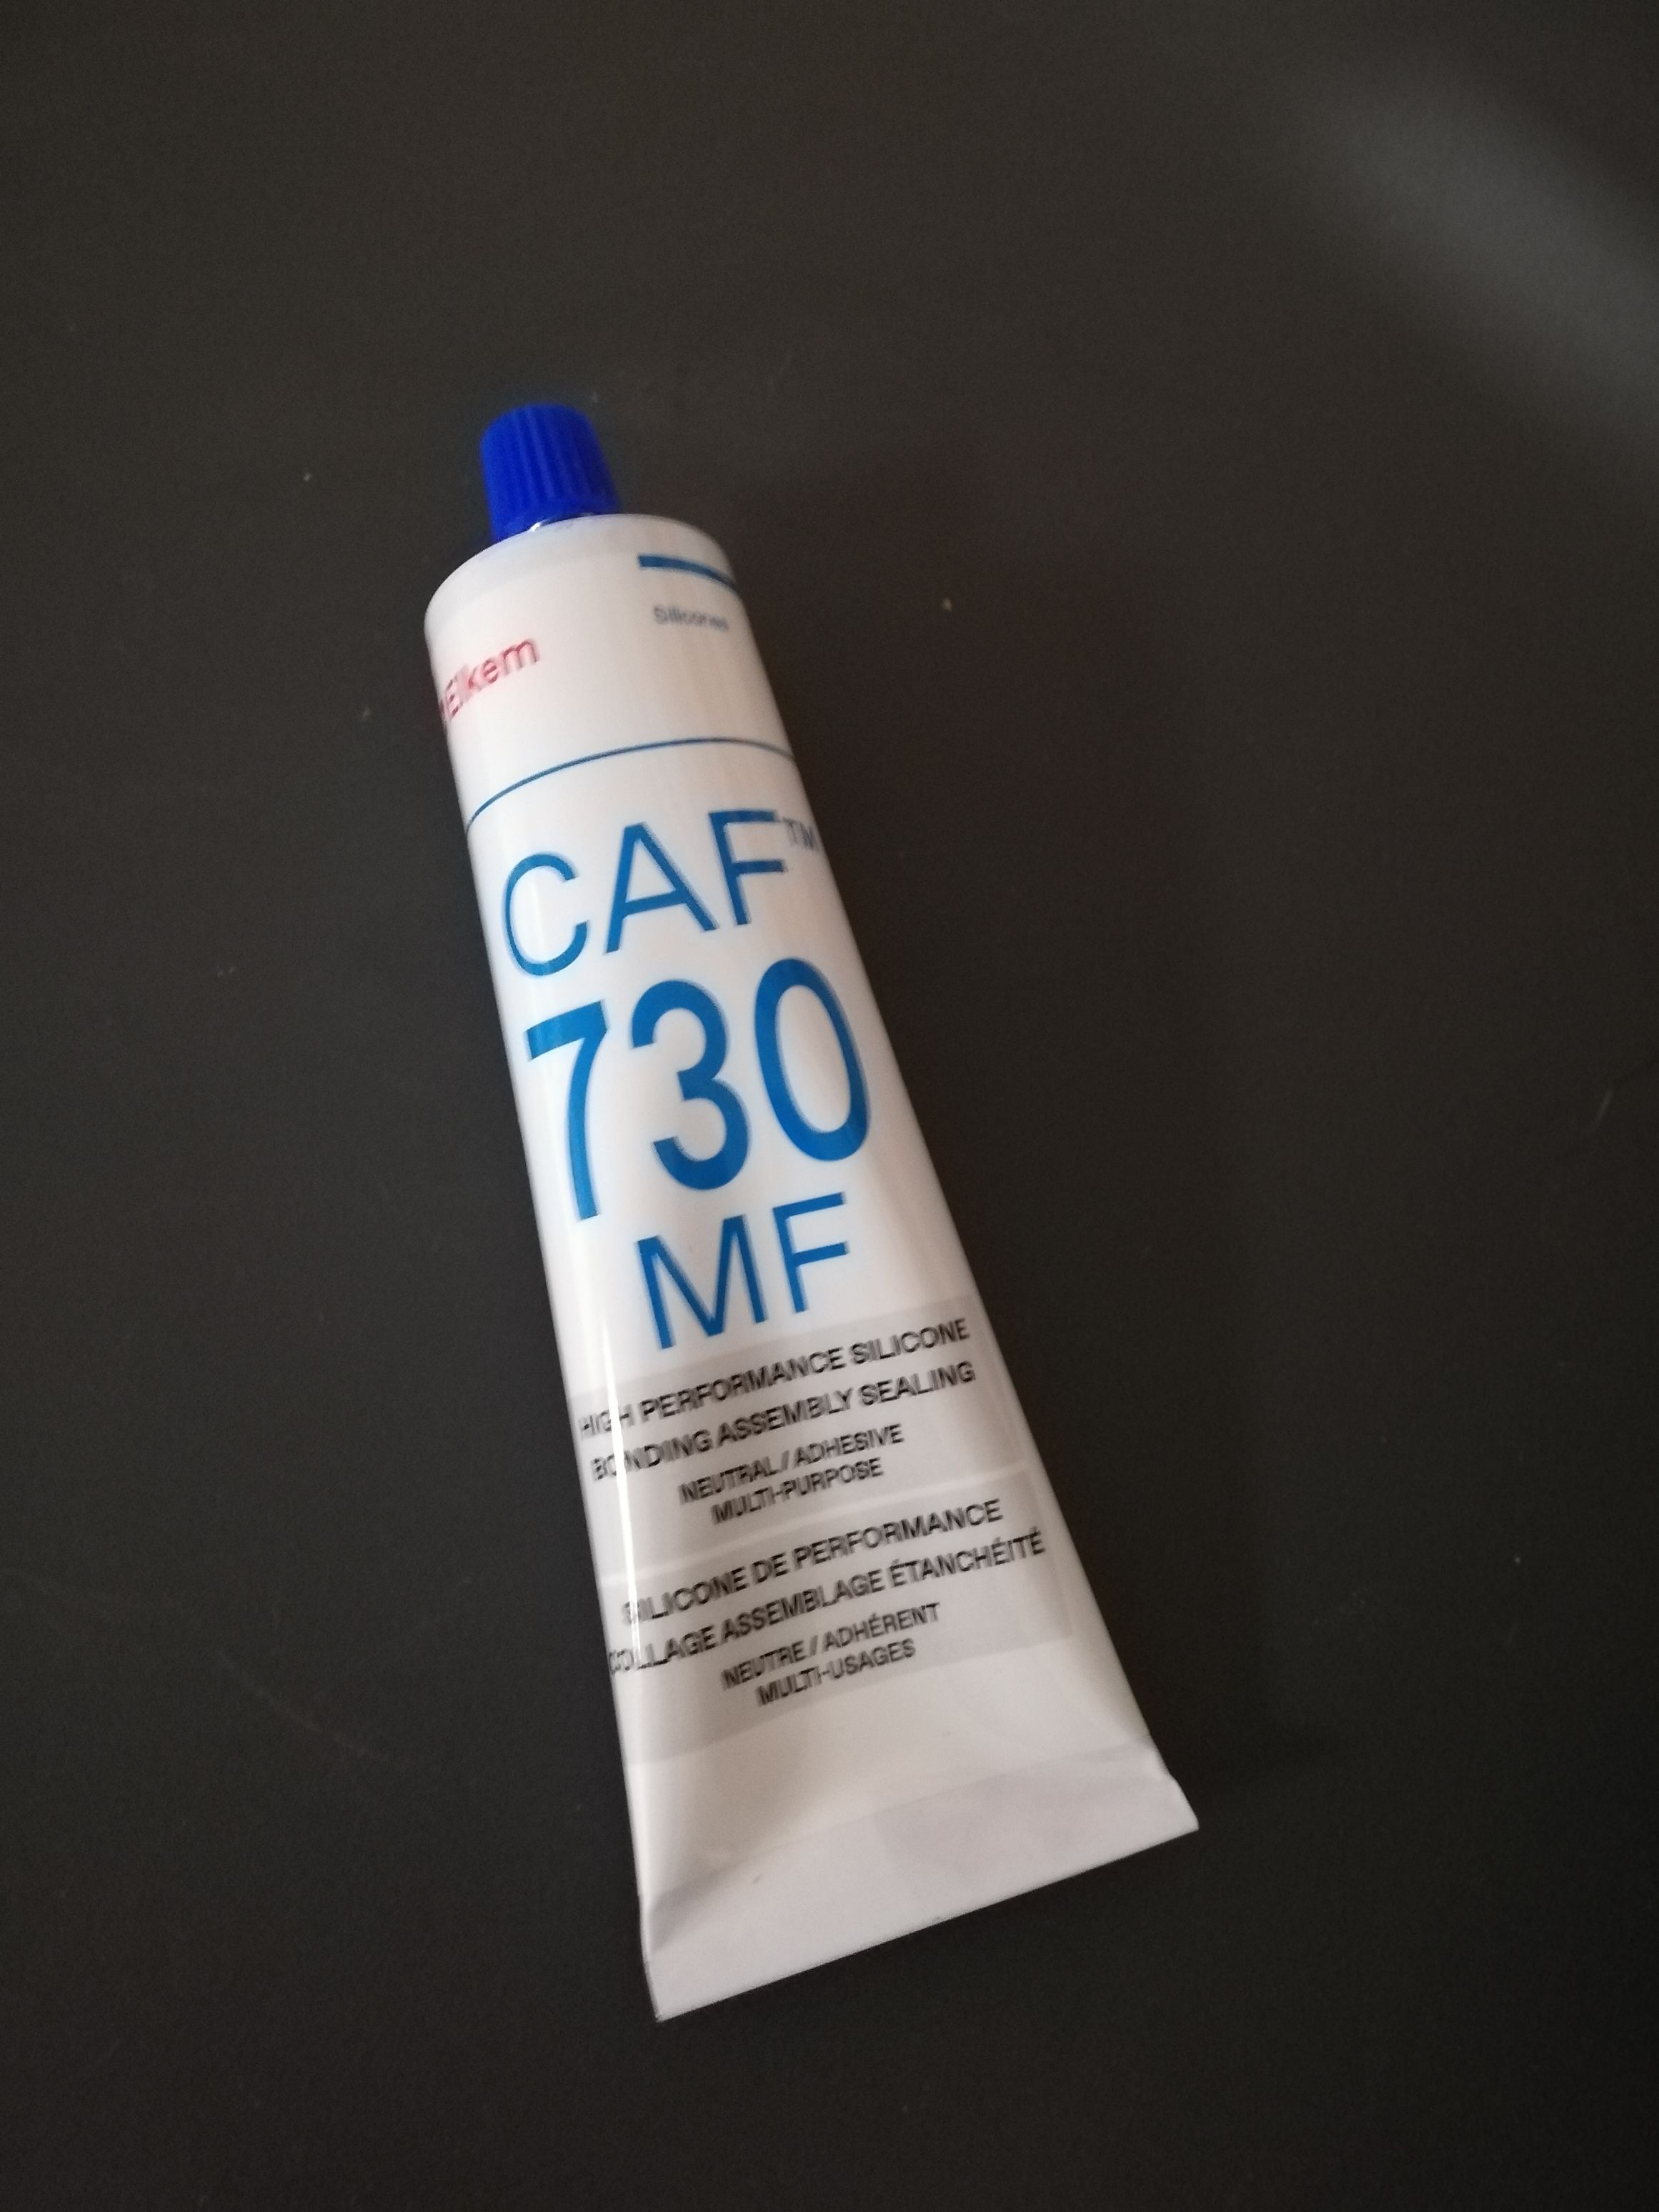 Silicones
Elkem
CAF™
730
MF
HIGH PERFORMANCE SILICONE
BONDING ASSEMBLY SEALING
NEUTRAL / ADHESIVE
MULTI-PURPOSE
SILICONE DE PERFORMANCE
COLLAGE ASSEMBLAGE ÉTANCHÉITÉ
NEUTRE / ADHÉRENT
MULTI-USAGES